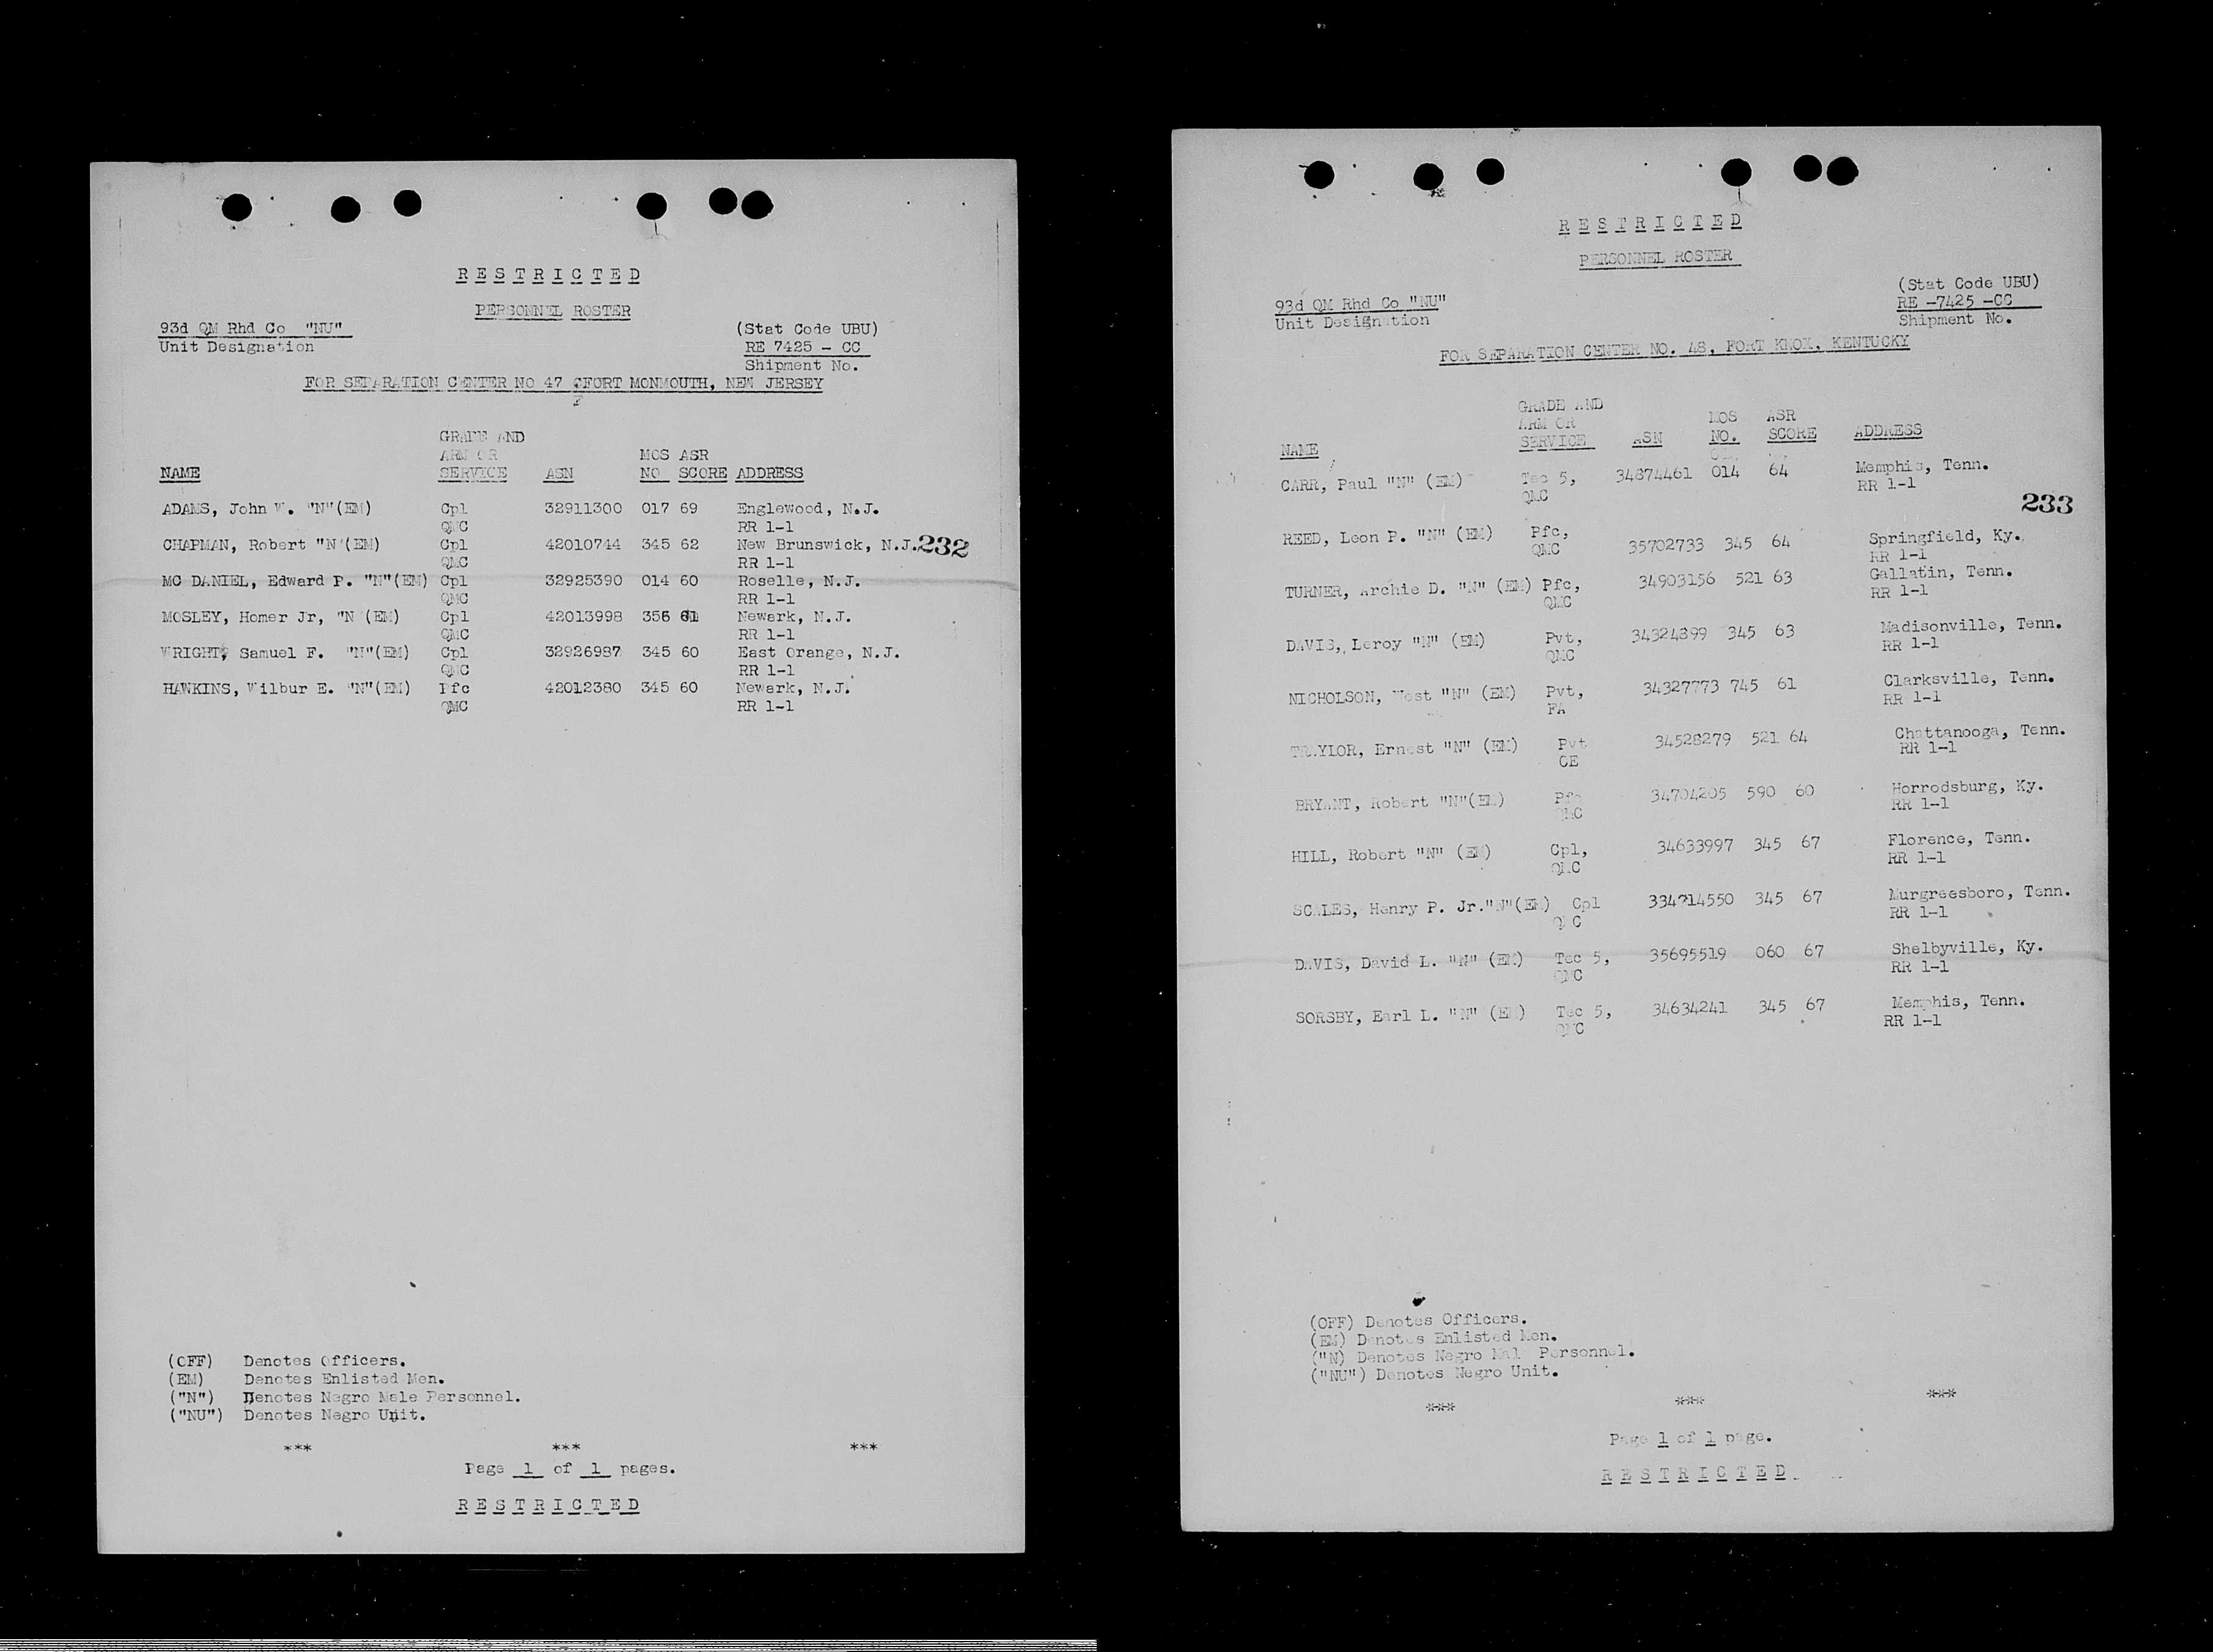 R E S T R I C T E D
PERSONNEL ROSTER
93d QM Rhd Co "NU"
Unit Designation
(Stat Code UBU)
RE 7425 - CC
Shipment No.
FOR SEPARATION CENTER NO 47 FORT MONMOUTH, NEW JERSEY
F
GRADE AND
ARM OR MOS ASR
NAME SERVICE ASN NO SCORE ADDRESS
ADAMS, John W. "N"(EM) Cpl 32911300 017 69 Englewood, N.J.
QMC RR 1-1
CHAPMAN, Robert "N"(EM) Cpl 42010744 345 62 New Brunswick, N.J. 232
QMC RR 1-1
MC DANIEL, Edward P. "N"(EM) Cpl 32925390 014 60 Roselle, N.J.
QMC RR 1-1
MOSLEY, Homer Jr, "N (EM) Cpl 42013998 356 Newark, N.J.
QMC RR 1-1
WRIGHT, Samuel F. "N"(EM) Cpl 32926987 345 60 East Orange, N.J.
QMC RR 1-1
HAWKINS, Wilbur E. "N"(EM) Pfc 42012380 345 60 Newark, N.J.
QMC RR 1-1
(OFF) Denotes Officers.
(EM) Denotes Enlisted Men.
("N") Denotes Negro Male Personnel.
("NU") Denotes Negro Unit.
*** *** ***
Page 1 of 1 pages.
R E S T R I C T E D
R E S T R I C T E D
PERSONNEL ROSTER
93d QM Rhd Co "NU"
Unit Designation
(Stat Code UBU)
RE -7425 -CC
Shipment No.
FOR SEPARATION CENTER NO. 48, FORT KNOX, KENTUCKY
GRADE AND
ARM OR MOS ASR
NAME SERVICE ASN NO. SCORE ADDRESS
CARR, Paul "N" (EM) Tec 5, 34874461 014 64 Memphis, Tenn.
QMC RR 1-1
233
REED, Leon P. "N" (EM) Pfc, 35702733 345 64 Springfield, Ky.
QMC RR 1-1
TURNER, Archie D. "N" (EM) Pfc, 34903156 521 63 Gallatin, Tenn.
QMC RR 1-1
DAVIS, Leroy "N" (EM) Pvt, 34324899 345 63 Madisonville, Tenn.
QMC RR 1-1
NICHOLSON, West "N" (EM) Pvt, 34327773 745 61 Clarksville, Tenn.
FA RR 1-1
TRAYLOR, Ernest "N" (EM) Pvt 34528279 521 64 Chattanooga, Tenn.
CE RR 1-1
BRYANT, Robert "N"(EM) Pfc 34704205 590 60 Horrodsburg, Ky.
QMC RR 1-1
HILL, Robert "N" (EM) Cpl, 34633997 345 67 Florence, Tenn.
QMC RR 1-1
SCALES, Henry P. Jr."N"(EM) Cpl 345 67 Murgreesboro, Tenn.
QMC RR 1-1
DAVIS, David L. "N" (EM) Tec 5, 35695519 060 67 Shelbyville, Ky.
QMC RR 1-1
SORSBY, Earl L. "N" (EM) Tec 5, 34634241 345 67 Memphis, Tenn.
QMC RR 1-1
(OFF) Denotes Officers.
(EM) Denotes Enlisted Men.
("N) Denotes Negro Male Personnel.
("NU") Denotes Negro Unit.
*** *** ***
Page 1 of 1 page.
R E S T R I C T E D